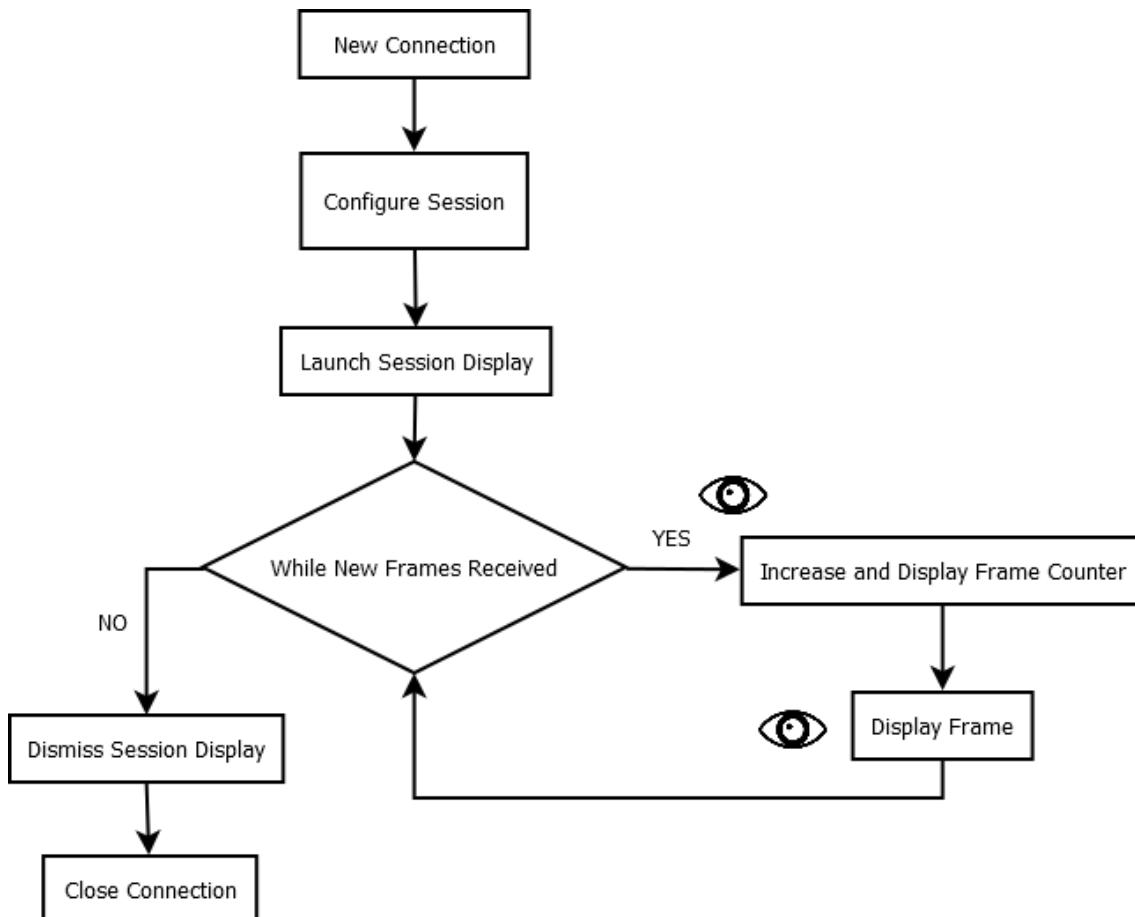 New Connection
Configure Session
Launch Session Display
While New Frames Received
YES
Increase and Display Frame Counter
Display Frame
NO
Dismiss Session Display
Close Connection